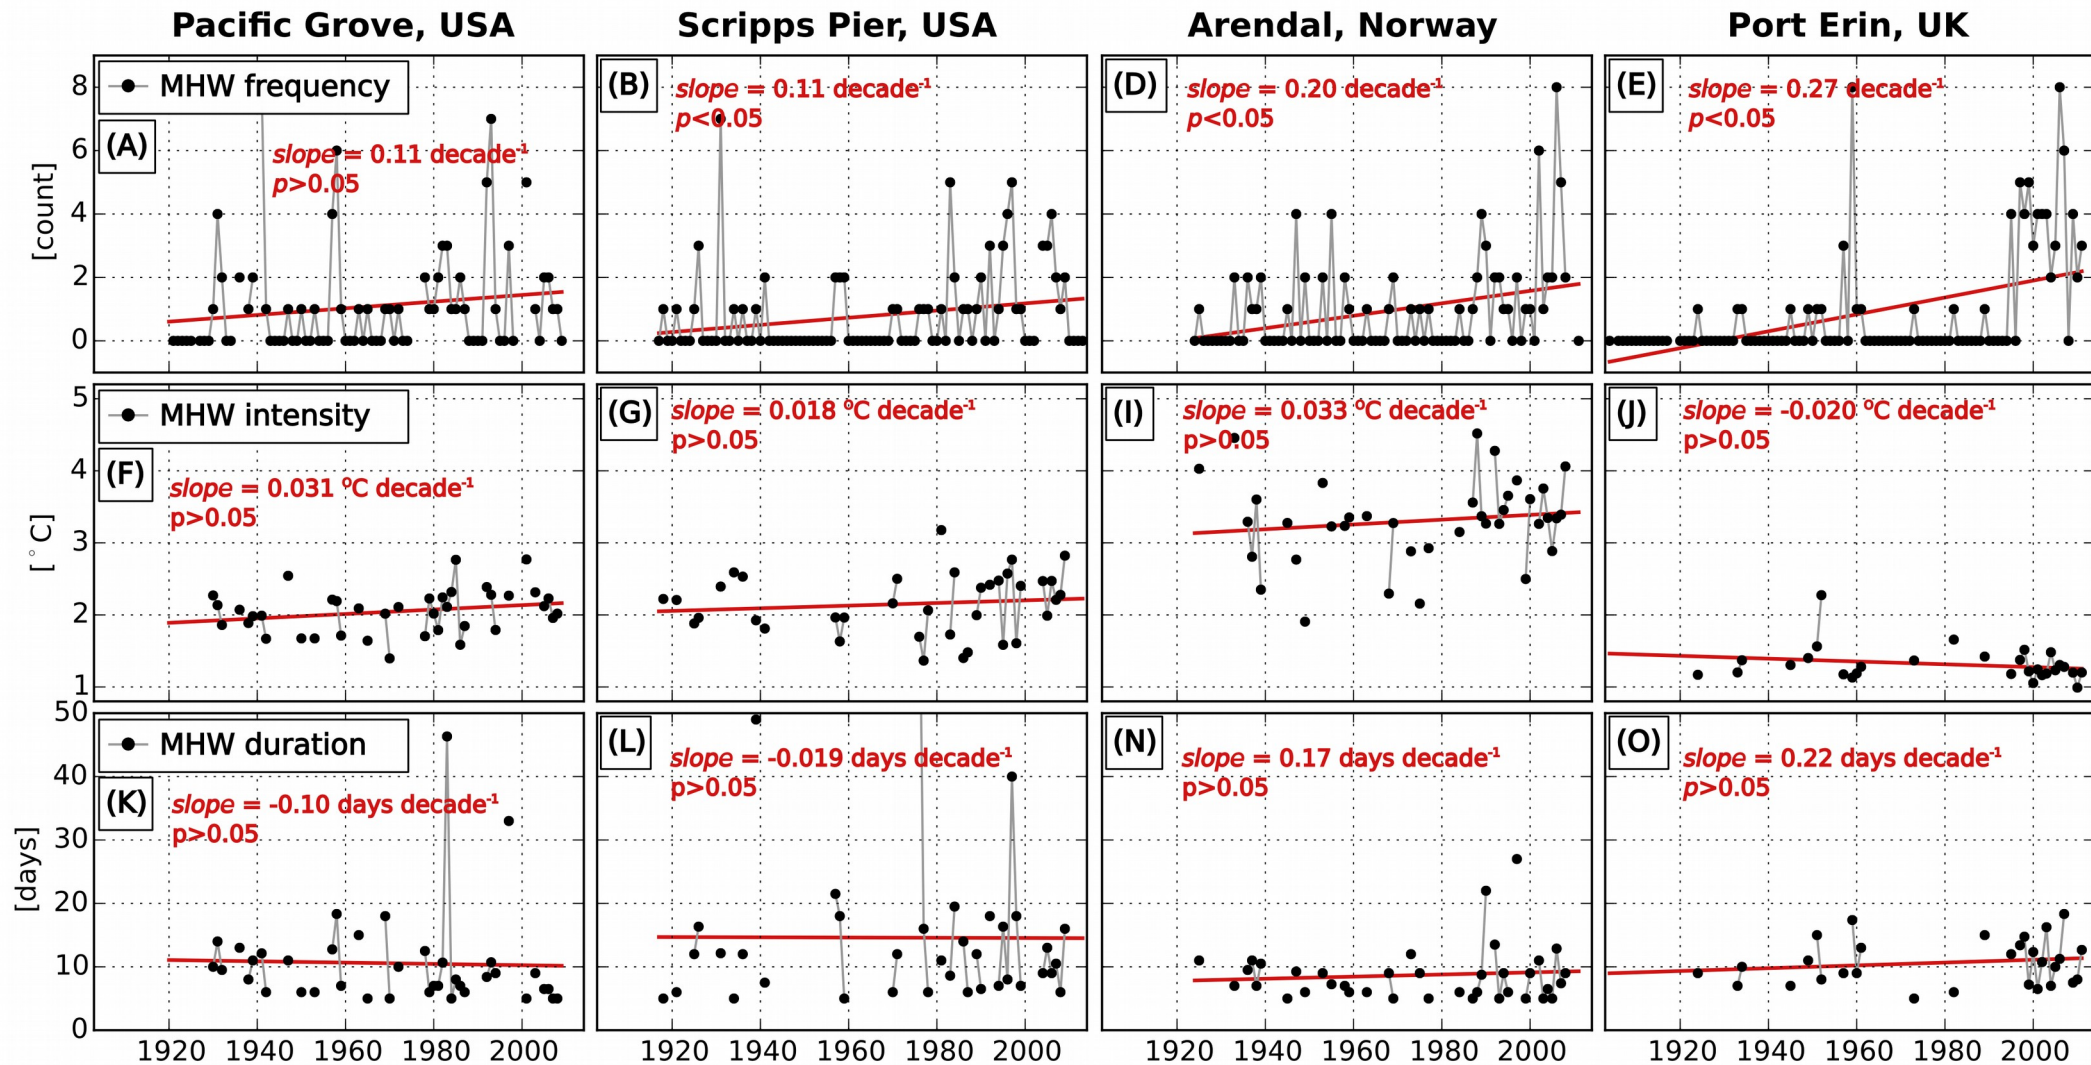 Pacific Grove, USA
Scripps Pier, USA
Arendal, Norway
Port Erin, UK
MHW frequency
(A)
slope = 0.11 decade⁻¹
p>0.05
(B)
slope = 0.11 decade⁻¹
p<0.05
(D)
slope = 0.20 decade⁻¹
p<0.05
(E)
slope = 0.27 decade⁻¹
p<0.05
[count]
8
6
4
2
0
MHW intensity
(F)
slope = 0.031 °C decade⁻¹
p>0.05
(G)
slope = 0.018 °C decade⁻¹
p>0.05
(I)
slope = 0.033 °C decade⁻¹
p>0.05
(J)
slope = -0.020 °C decade⁻¹
p>0.05
[°C]
5
4
3
2
1
MHW duration
(K)
slope = -0.10 days decade⁻¹
p>0.05
(L)
slope = -0.019 days decade⁻¹
p>0.05
(N)
slope = 0.17 days decade⁻¹
p>0.05
(O)
slope = 0.22 days decade⁻¹
p>0.05
[days]
50
40
30
20
10
0
1920 1940 1960 1980 2000
1920 1940 1960 1980 2000
1920 1940 1960 1980 2000
1920 1940 1960 1980 2000